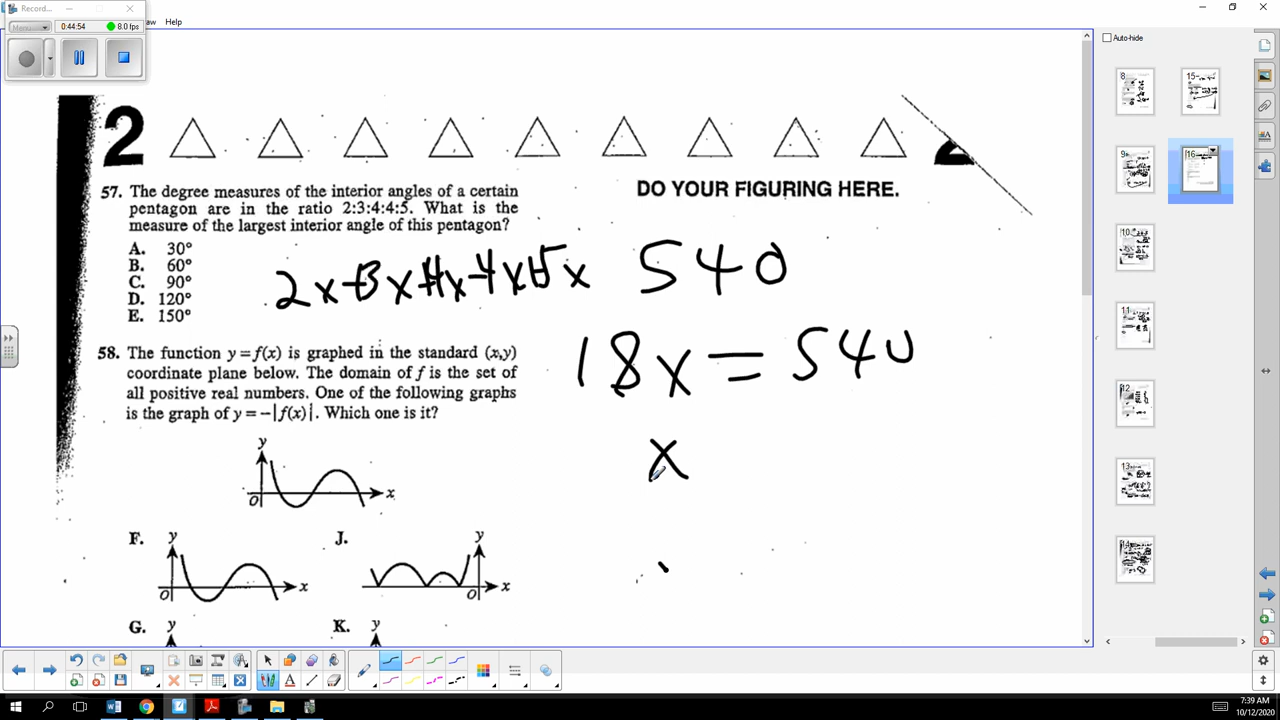 Record...
Menu
0:44:54
8.0 fps
aw Help
Auto-hide
2
57. The degree measures of the interior angles of a certain
pentagon are in the ratio 2:3:4:4:5. What is the
measure of the largest interior angle of this pentagon?
A. 30°
B. 60°
C. 90°
D. 120°
E. 150°
DO YOUR FIGURING HERE.
2x+3x+4x+4x+5x 540
18x = 540
x
58. The function y = f(x) is graphed in the standard (x,y)
coordinate plane below. The domain of f is the set of
all positive real numbers. One of the following graphs
is the graph of y = -|f(x)|. Which one is it?
y
O x
F. y
O x
J. y
O x
G. y
K. y
8
15
9
16
10
11
12
13
14
7:39 AM
10/12/2020